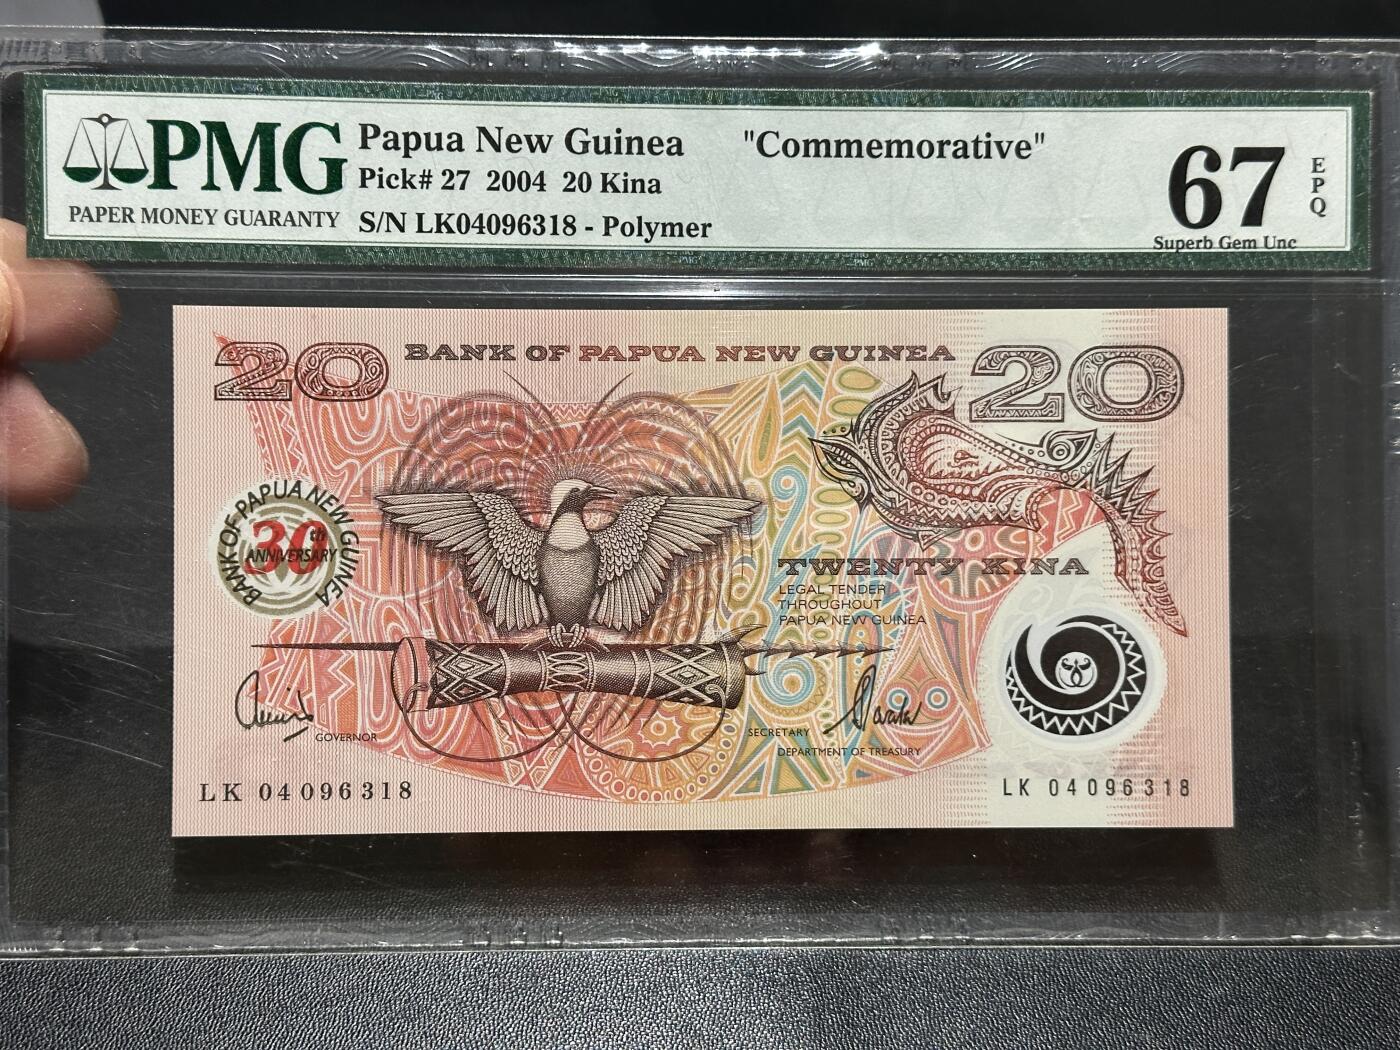 PMG
PAPER MONEY GUARANTY
Papua New Guinea "Commemorative"
Pick# 27 2004 20 Kina
S/N LK04096318 - Polymer
67
EPQ
Superb Gem Unc
20
BANK OF PAPUA NEW GUINEA
20
BANK OF PAPUA NEW GUINEA
30th
ANNIVERSARY
TWENTY KINA
LEGAL TENDER
THROUGHOUT
PAPUA NEW GUINEA
GOVERNOR
SECRETARY
DEPARTMENT OF TREASURY
LK 04096318
LK 04096318